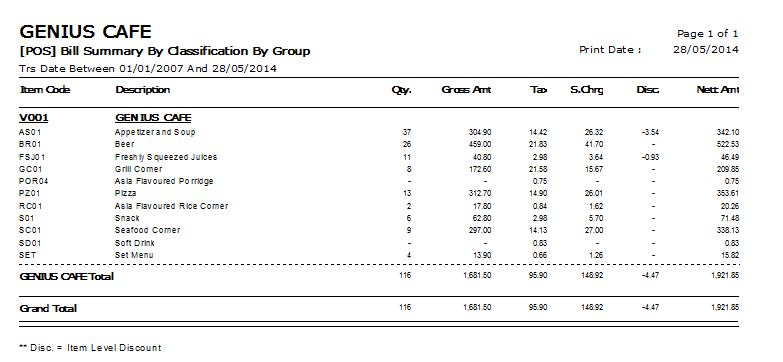 GENIUS CAFE
Page 1 of 1
[POS] Bill Summary By Classification By Group
Print Date : 28/05/2014
Trs Date Between 01/01/2007 And 28/05/2014
Item Code Description Qty. Gross Amt Tax S.Chrg Disc. Nett Amt
V001 GENIUS CAFE
AS01 Appetizer and Soup 37 304.90 14.42 26.32 -3.54 342.10
BR01 Beer 26 459.00 21.83 41.70 - 522.53
FSJ01 Freshly Squeezed Juices 11 40.80 2.98 3.64 -0.93 46.49
GC01 Grill Corner 8 172.60 21.58 15.67 - 209.85
POR04 Asia Flavoured Porridge - - 0.75 - - 0.75
PZ01 Pizza 13 312.70 14.90 26.01 - 353.61
RC01 Asia Flavoured Rice Corner 2 17.80 0.84 1.62 - 20.26
S01 Snack 6 62.80 2.98 5.70 - 71.48
SC01 Seafood Corner 9 297.00 14.13 27.00 - 338.13
SD01 Soft Drink - - 0.83 - - 0.83
SET Set Menu 4 13.90 0.66 1.26 - 15.82
GENIUS CAFE Total 116 1,681.50 95.90 148.92 -4.47 1,921.85
Grand Total 116 1,681.50 95.90 148.92 -4.47 1,921.85
** Disc. = Item Level Discount